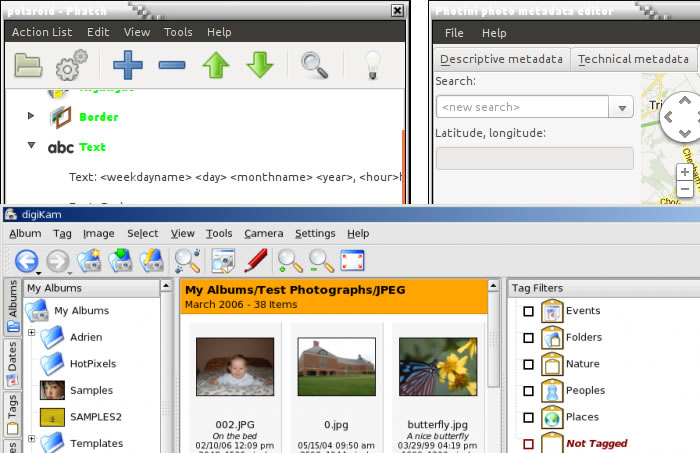 polaroid - Phatch
Action List Edit View Tools Help
Border
abc Text
Text: <weekdayname> <day> <monthname> <year>, <hour>h
Photini photo metadata editor
File Help
Descriptive metadata Technical metadata
Search:
<new search>
Latitude, longitude:
digiKam
Album Tag Image Select View Tools Camera Settings Help
Albums
Dates
Tags
My Albums
My Albums
Adrien
HotPixels
Samples
SAMPLES2
Templates
My Albums/Test Photographs/JPEG
March 2006 - 38 Items
002.JPG
On the bed
02/10/06 12:09 pm
0.jpg
05/15/04 09:50 am
butterfly.jpg
A nice butterfly
03/29/99 04:19 pm
Tag Filters
Events
Folders
Nature
Peoples
Places
Not Tagged